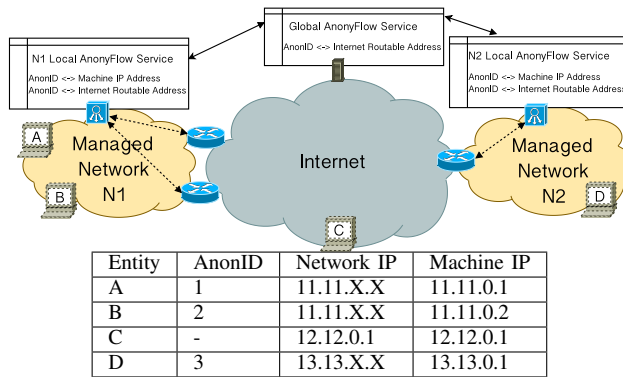 Global AnonyFlow Service
AnonID <-> Internet Routable Address
N1 Local AnonyFlow Service
AnonID <-> Machine IP Address
AnonID <-> Internet Routable Address
N2 Local AnonyFlow Service
AnonID <-> Machine IP Address
AnonID <-> Internet Routable Address
A
Managed
Network
N1
B
Internet
Managed
Network
N2
D
C
Entity AnonID Network IP Machine IP
A 1 11.11.X.X 11.11.0.1
B 2 11.11.X.X 11.11.0.2
C - 12.12.0.1 12.12.0.1
D 3 13.13.X.X 13.13.0.1